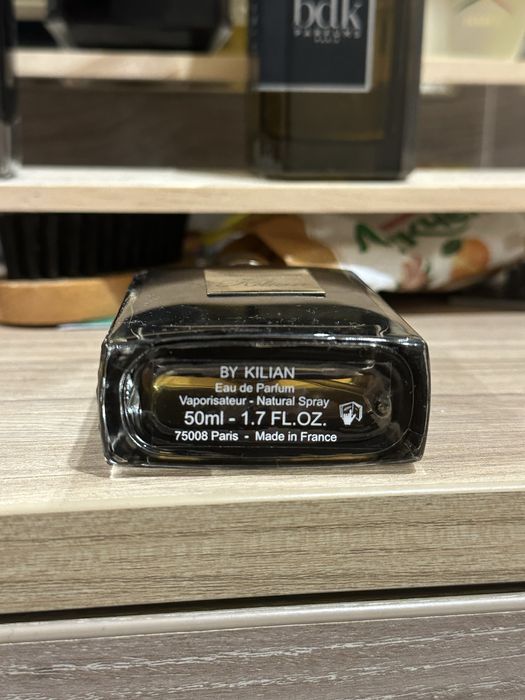 bdk
PARFUMS
BY KILIAN
Eau de Parfum
Vaporisateur - Natural Spray
50ml - 1.7 FL.OZ.
75008 Paris - Made in France